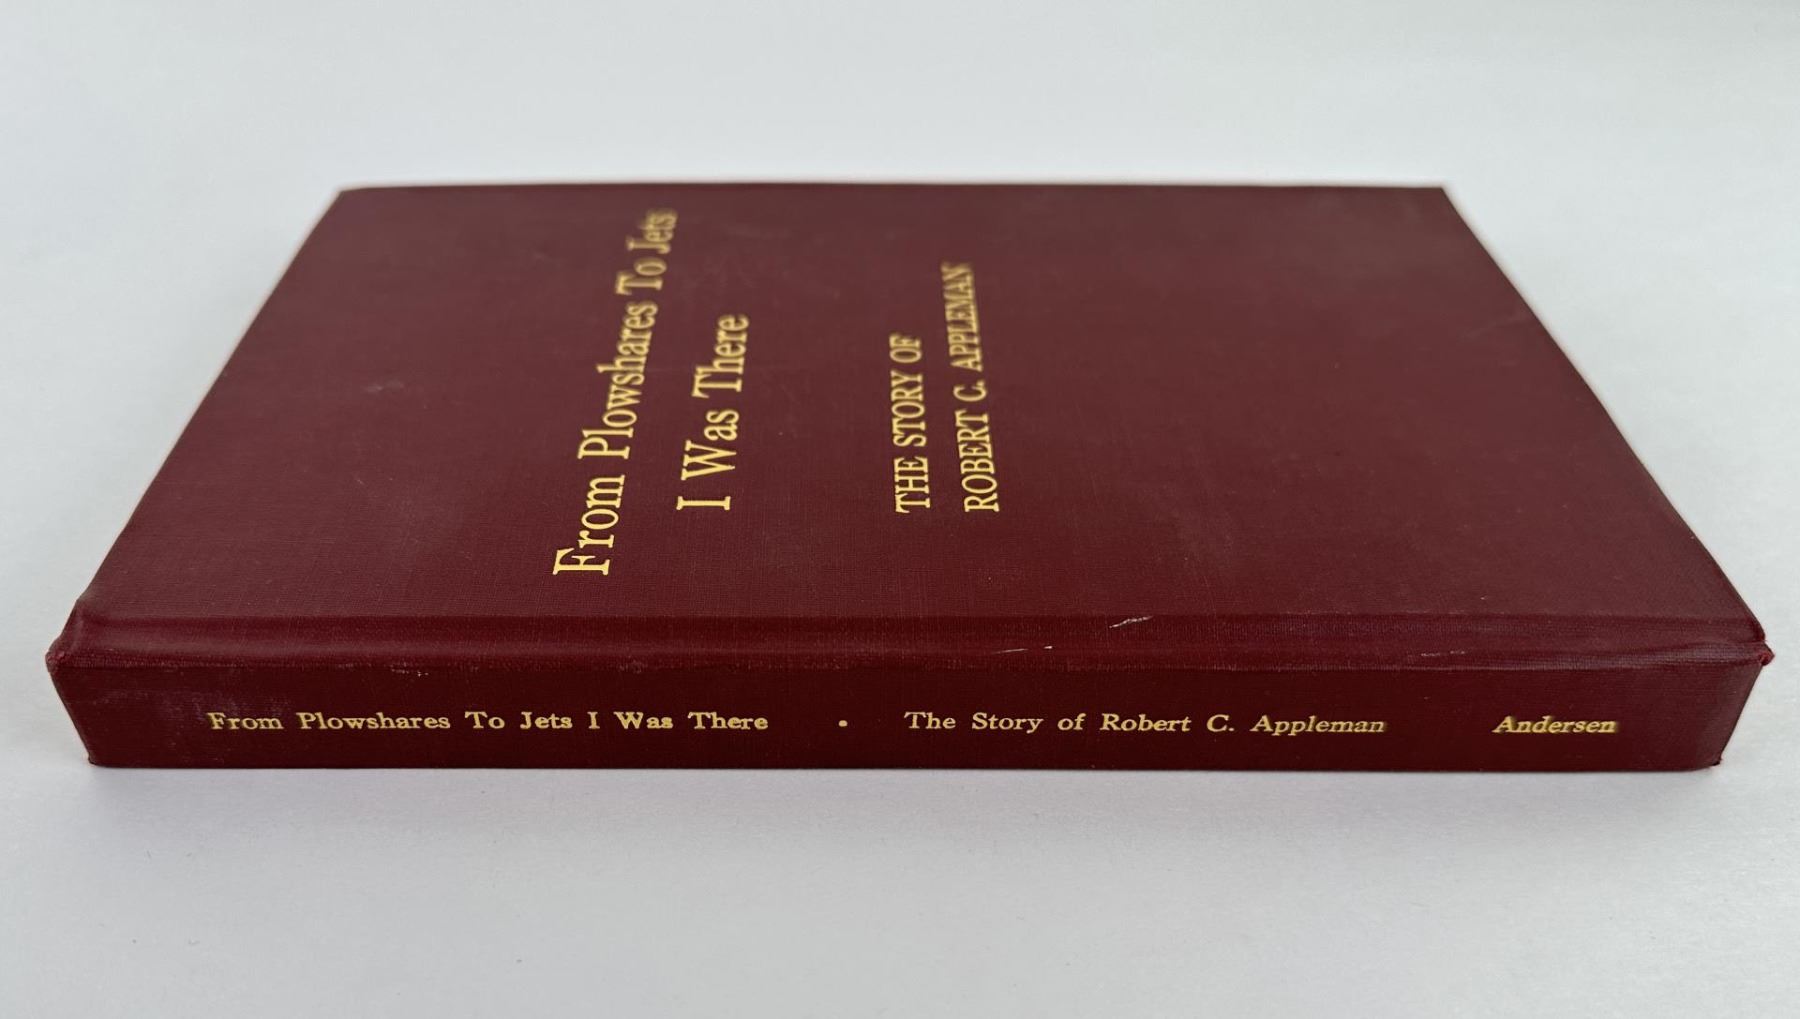 From Plowshares To Jets
I Was There
THE STORY OF
ROBERT C. APPLEMAN
From Plowshares To Jets I Was There • The Story of Robert C. Appleman Andersen